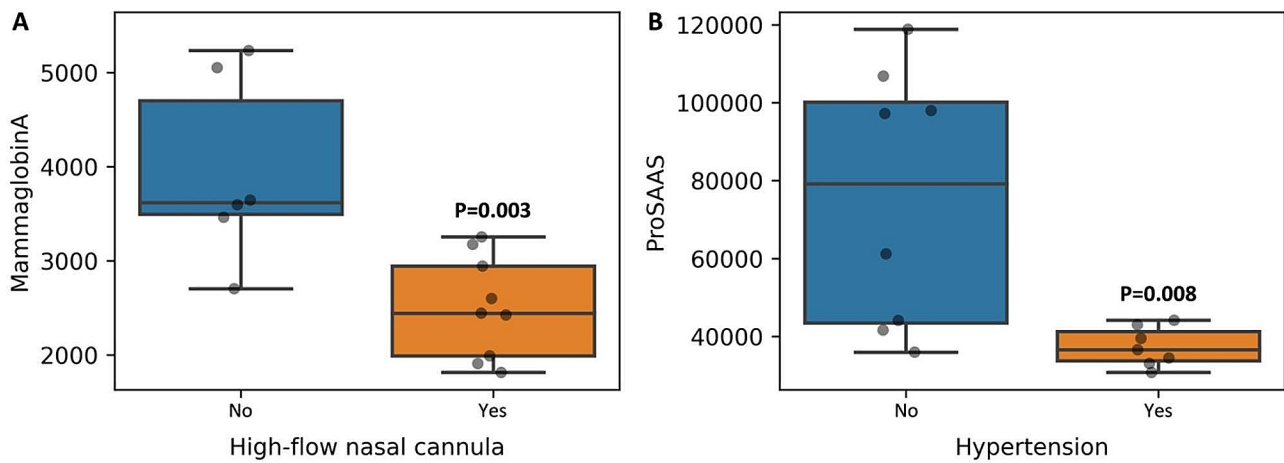 A
MammaglobinA
5000
4000
3000
2000
P=0.003
No
Yes
High-flow nasal cannula
B
ProSAAS
120000
100000
80000
60000
40000
P=0.008
No
Yes
Hypertension